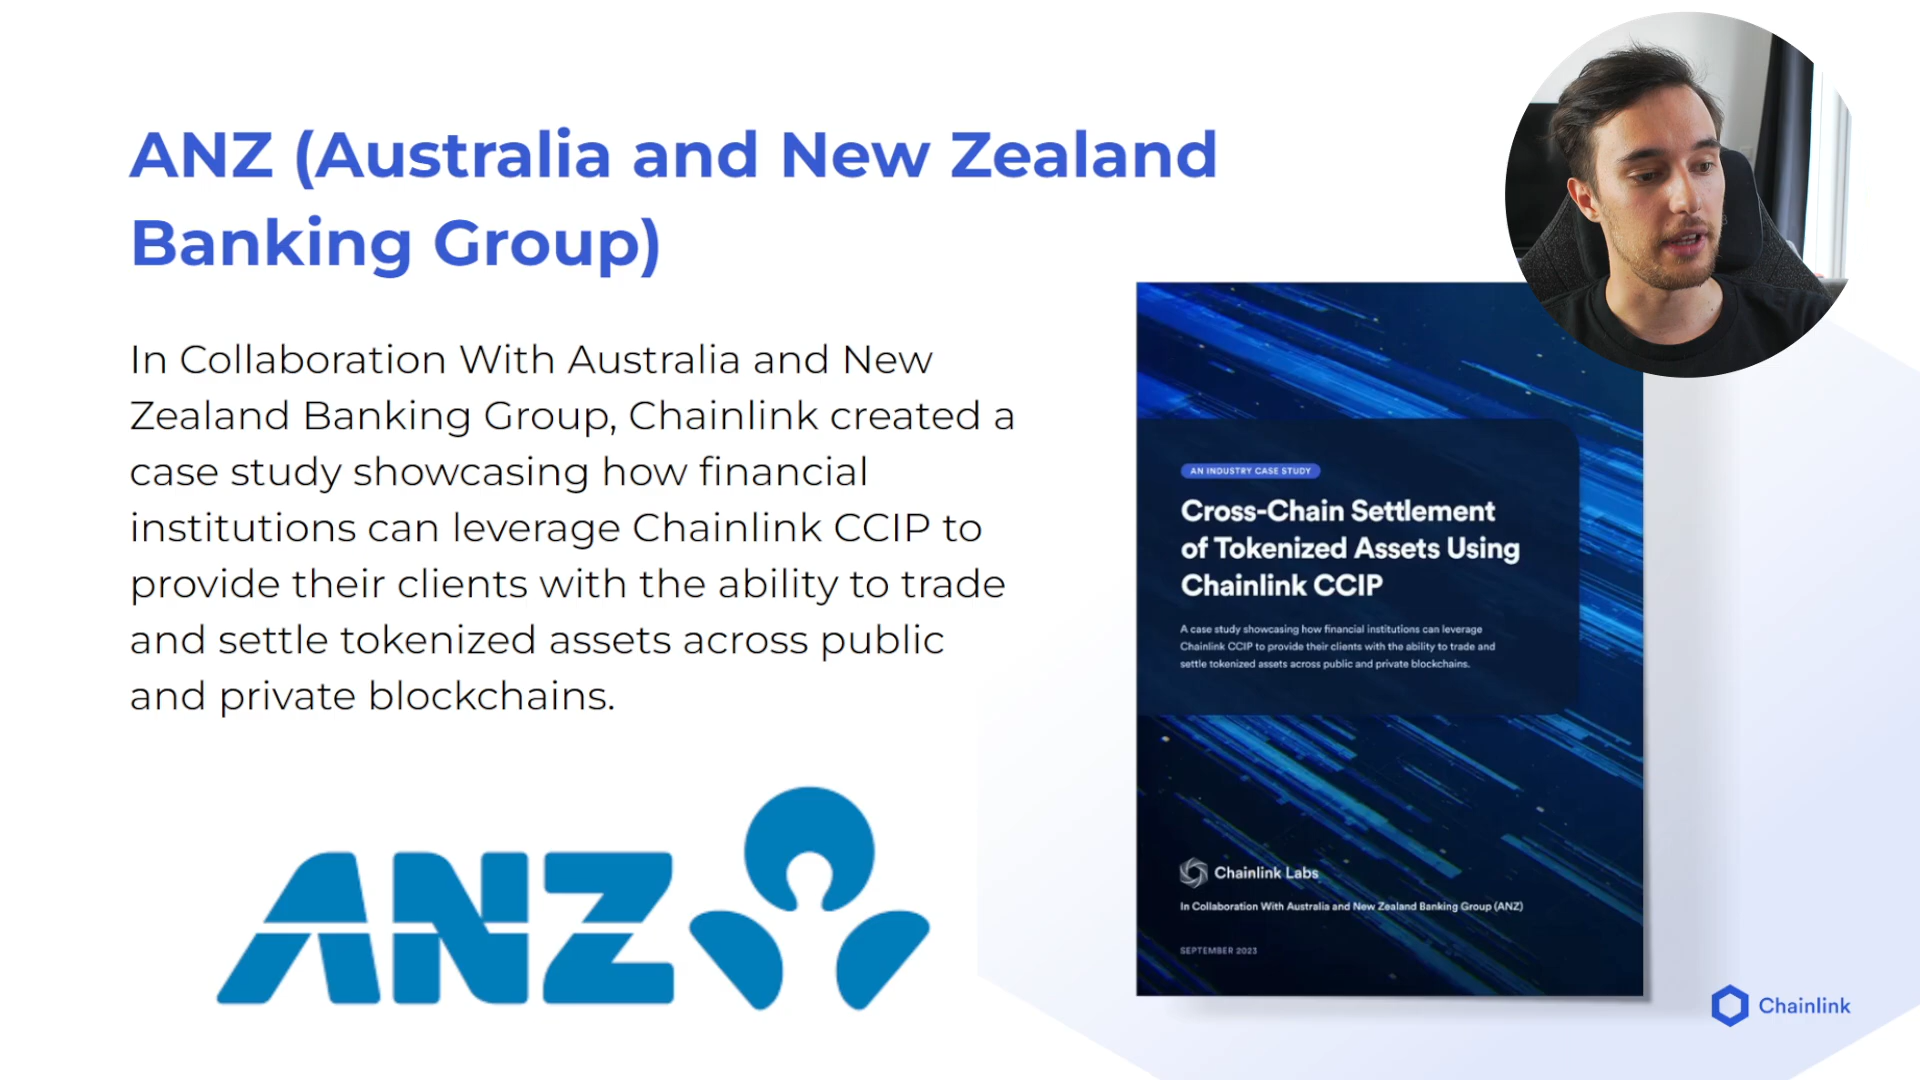 ANZ (Australia and New Zealand
Banking Group)
In Collaboration With Australia and New
Zealand Banking Group, Chainlink created a
case study showcasing how financial
institutions can leverage Chainlink CCIP to
provide their clients with the ability to trade
and settle tokenized assets across public
and private blockchains.
ANZ
AN INDUSTRY CASE STUDY
Cross-Chain Settlement
of Tokenized Assets Using
Chainlink CCIP
A case study showcasing how financial institutions can leverage
Chainlink CCIP to provide their clients with the ability to trade and
settle tokenized assets across public and private blockchains.
Chainlink Labs
In Collaboration With Australia and New Zealand Banking Group (ANZ)
SEPTEMBER 2023
Chainlink